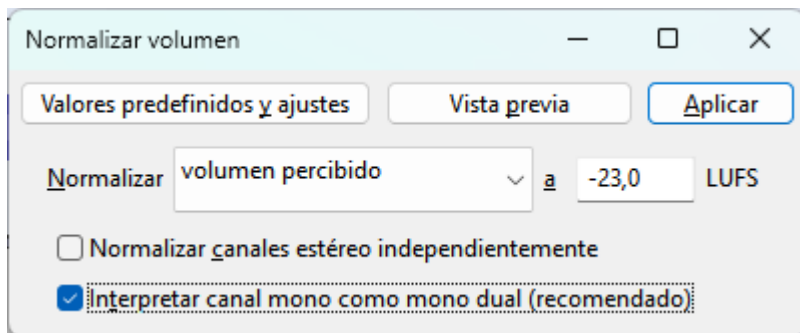 Normalizar volumen
Valores predefinidos y ajustes Vista previa Aplicar
Normalizar volumen percibido a -23,0 LUFS
Normalizar canales estéreo independientemente
Interpretar canal mono como mono dual (recomendado)